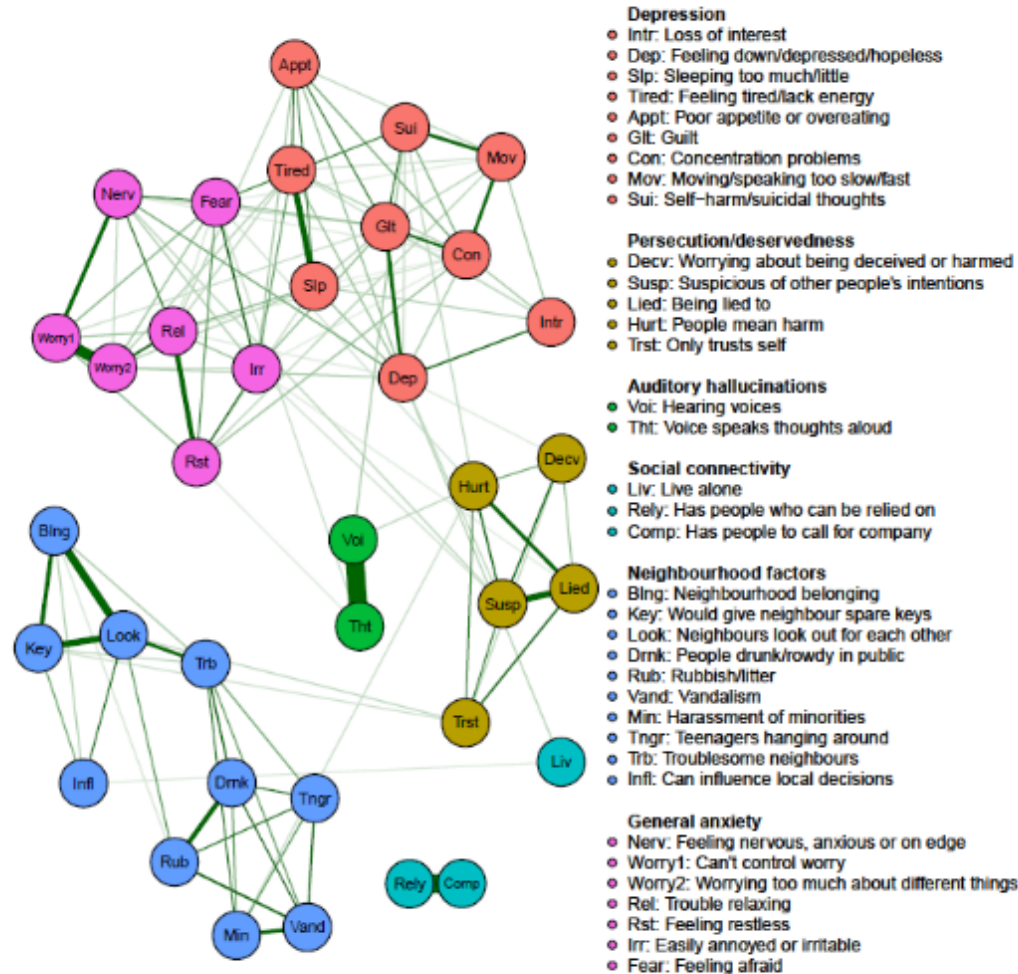 Appt
Sui
Mov
Tired
Nerv
Fear
Glt
Con
Slp
Intr
Rel
Worry1
Worry2
Irr
Dep
Rst
Decv
Hurt
Blng
Voi
Lied
Susp
Look
Tht
Key
Trb
Trst
Liv
Infl
Drnk
Tngr
Rub
Rely
Comp
Min
Vand
Depression
Intr: Loss of interest
Dep: Feeling down/depressed/hopeless
Slp: Sleeping too much/little
Tired: Feeling tired/lack energy
Appt: Poor appetite or overeating
Glt: Guilt
Con: Concentration problems
Mov: Moving/speaking too slow/fast
Sui: Self−harm/suicidal thoughts
Persecution/deservedness
Decv: Worrying about being deceived or harmed
Susp: Suspicious of other people's intentions
Lied: Being lied to
Hurt: People mean harm
Trst: Only trusts self
Auditory hallucinations
Voi: Hearing voices
Tht: Voice speaks thoughts aloud
Social connectivity
Liv: Live alone
Rely: Has people who can be relied on
Comp: Has people to call for company
Neighbourhood factors
Blng: Neighbourhood belonging
Key: Would give neighbour spare keys
Look: Neighbours look out for each other
Drnk: People drunk/rowdy in public
Rub: Rubbish/litter
Vand: Vandalism
Min: Harassment of minorities
Tngr: Teenagers hanging around
Trb: Troublesome neighbours
Infl: Can influence local decisions
General anxiety
Nerv: Feeling nervous, anxious or on edge
Worry1: Can't control worry
Worry2: Worrying too much about different things
Rel: Trouble relaxing
Rst: Feeling restless
Irr: Easily annoyed or irritable
Fear: Feeling afraid